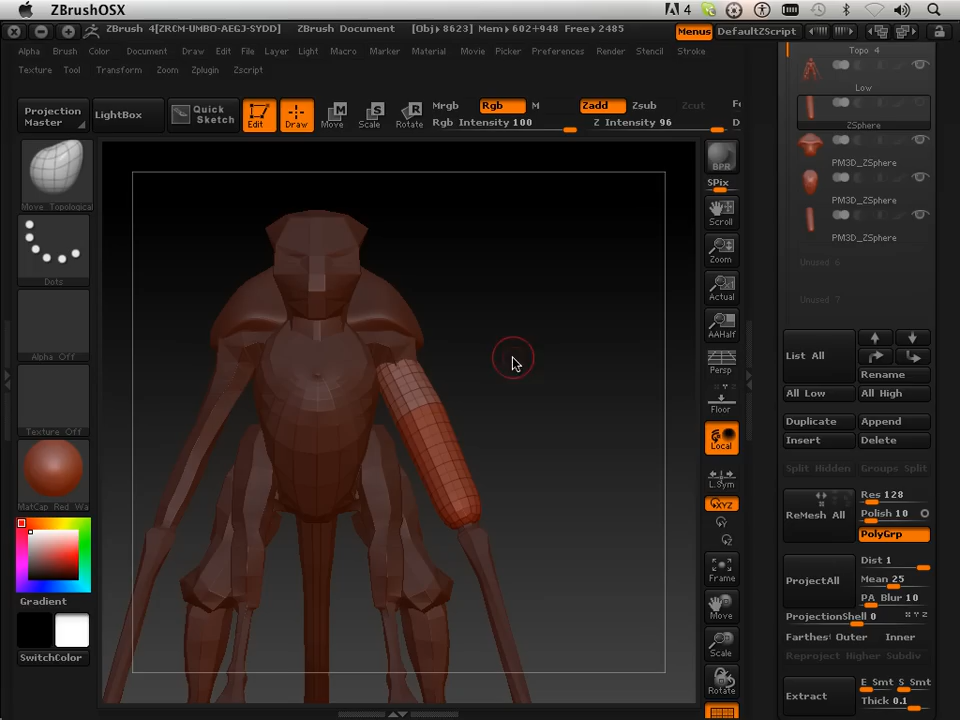 ZBrushOSX
4
ZBrush 4[ZRCM-UMBO-AEGJ-SYDD] ZBrush Document [Obj▸8623] Mem▸602+948 Free▸2485 Menus DefaultZScript
Alpha Brush Color Document Draw Edit File Layer Light Macro Marker Material Movie Picker Preferences Render Stencil Stroke
Texture Tool Transform Zoom Zplugin Zscript
Topo 4
Low
ZSphere
PM3D_ZSphere
PM3D_ZSphere
PM3D_ZSphere
Unused 6
Unused 7
Projection Master
LightBox
Quick Sketch
Edit
Draw
Move
Scale
Rotate
Mrgb Rgb M Zadd Zsub Zcut
Rgb Intensity 100 Z Intensity 96
Move Topological
Dots
Alpha Off
Texture Off
MatCap Red Wa
Gradient
SwitchColor
BPR
SPix
Scroll
Zoom
Actual
AAHalf
Persp
Floor
Local
L.Sym
XYZ
Frame
Move
Scale
Rotate
List All
Rename
All Low All High
Duplicate Append
Insert Delete
Split Hidden Groups Split
ReMesh All
Res 128
Polish 10
PolyGrp
ProjectAll
Dist 1
Mean 25
PA Blur 10
ProjectionShell 0
Farthes Outer Inner
Reproject Higher Subdiv
Extract
E Smt S Smt
Thick 0.1